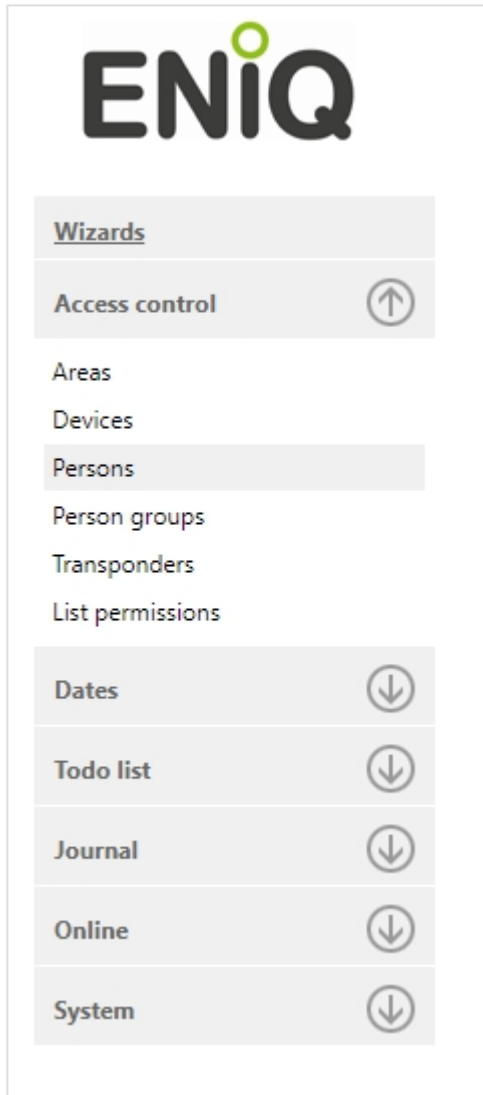 ENiQ
Wizards
Access control
Areas
Devices
Persons
Person groups
Transponders
List permissions
Dates
Todo list
Journal
Online
System